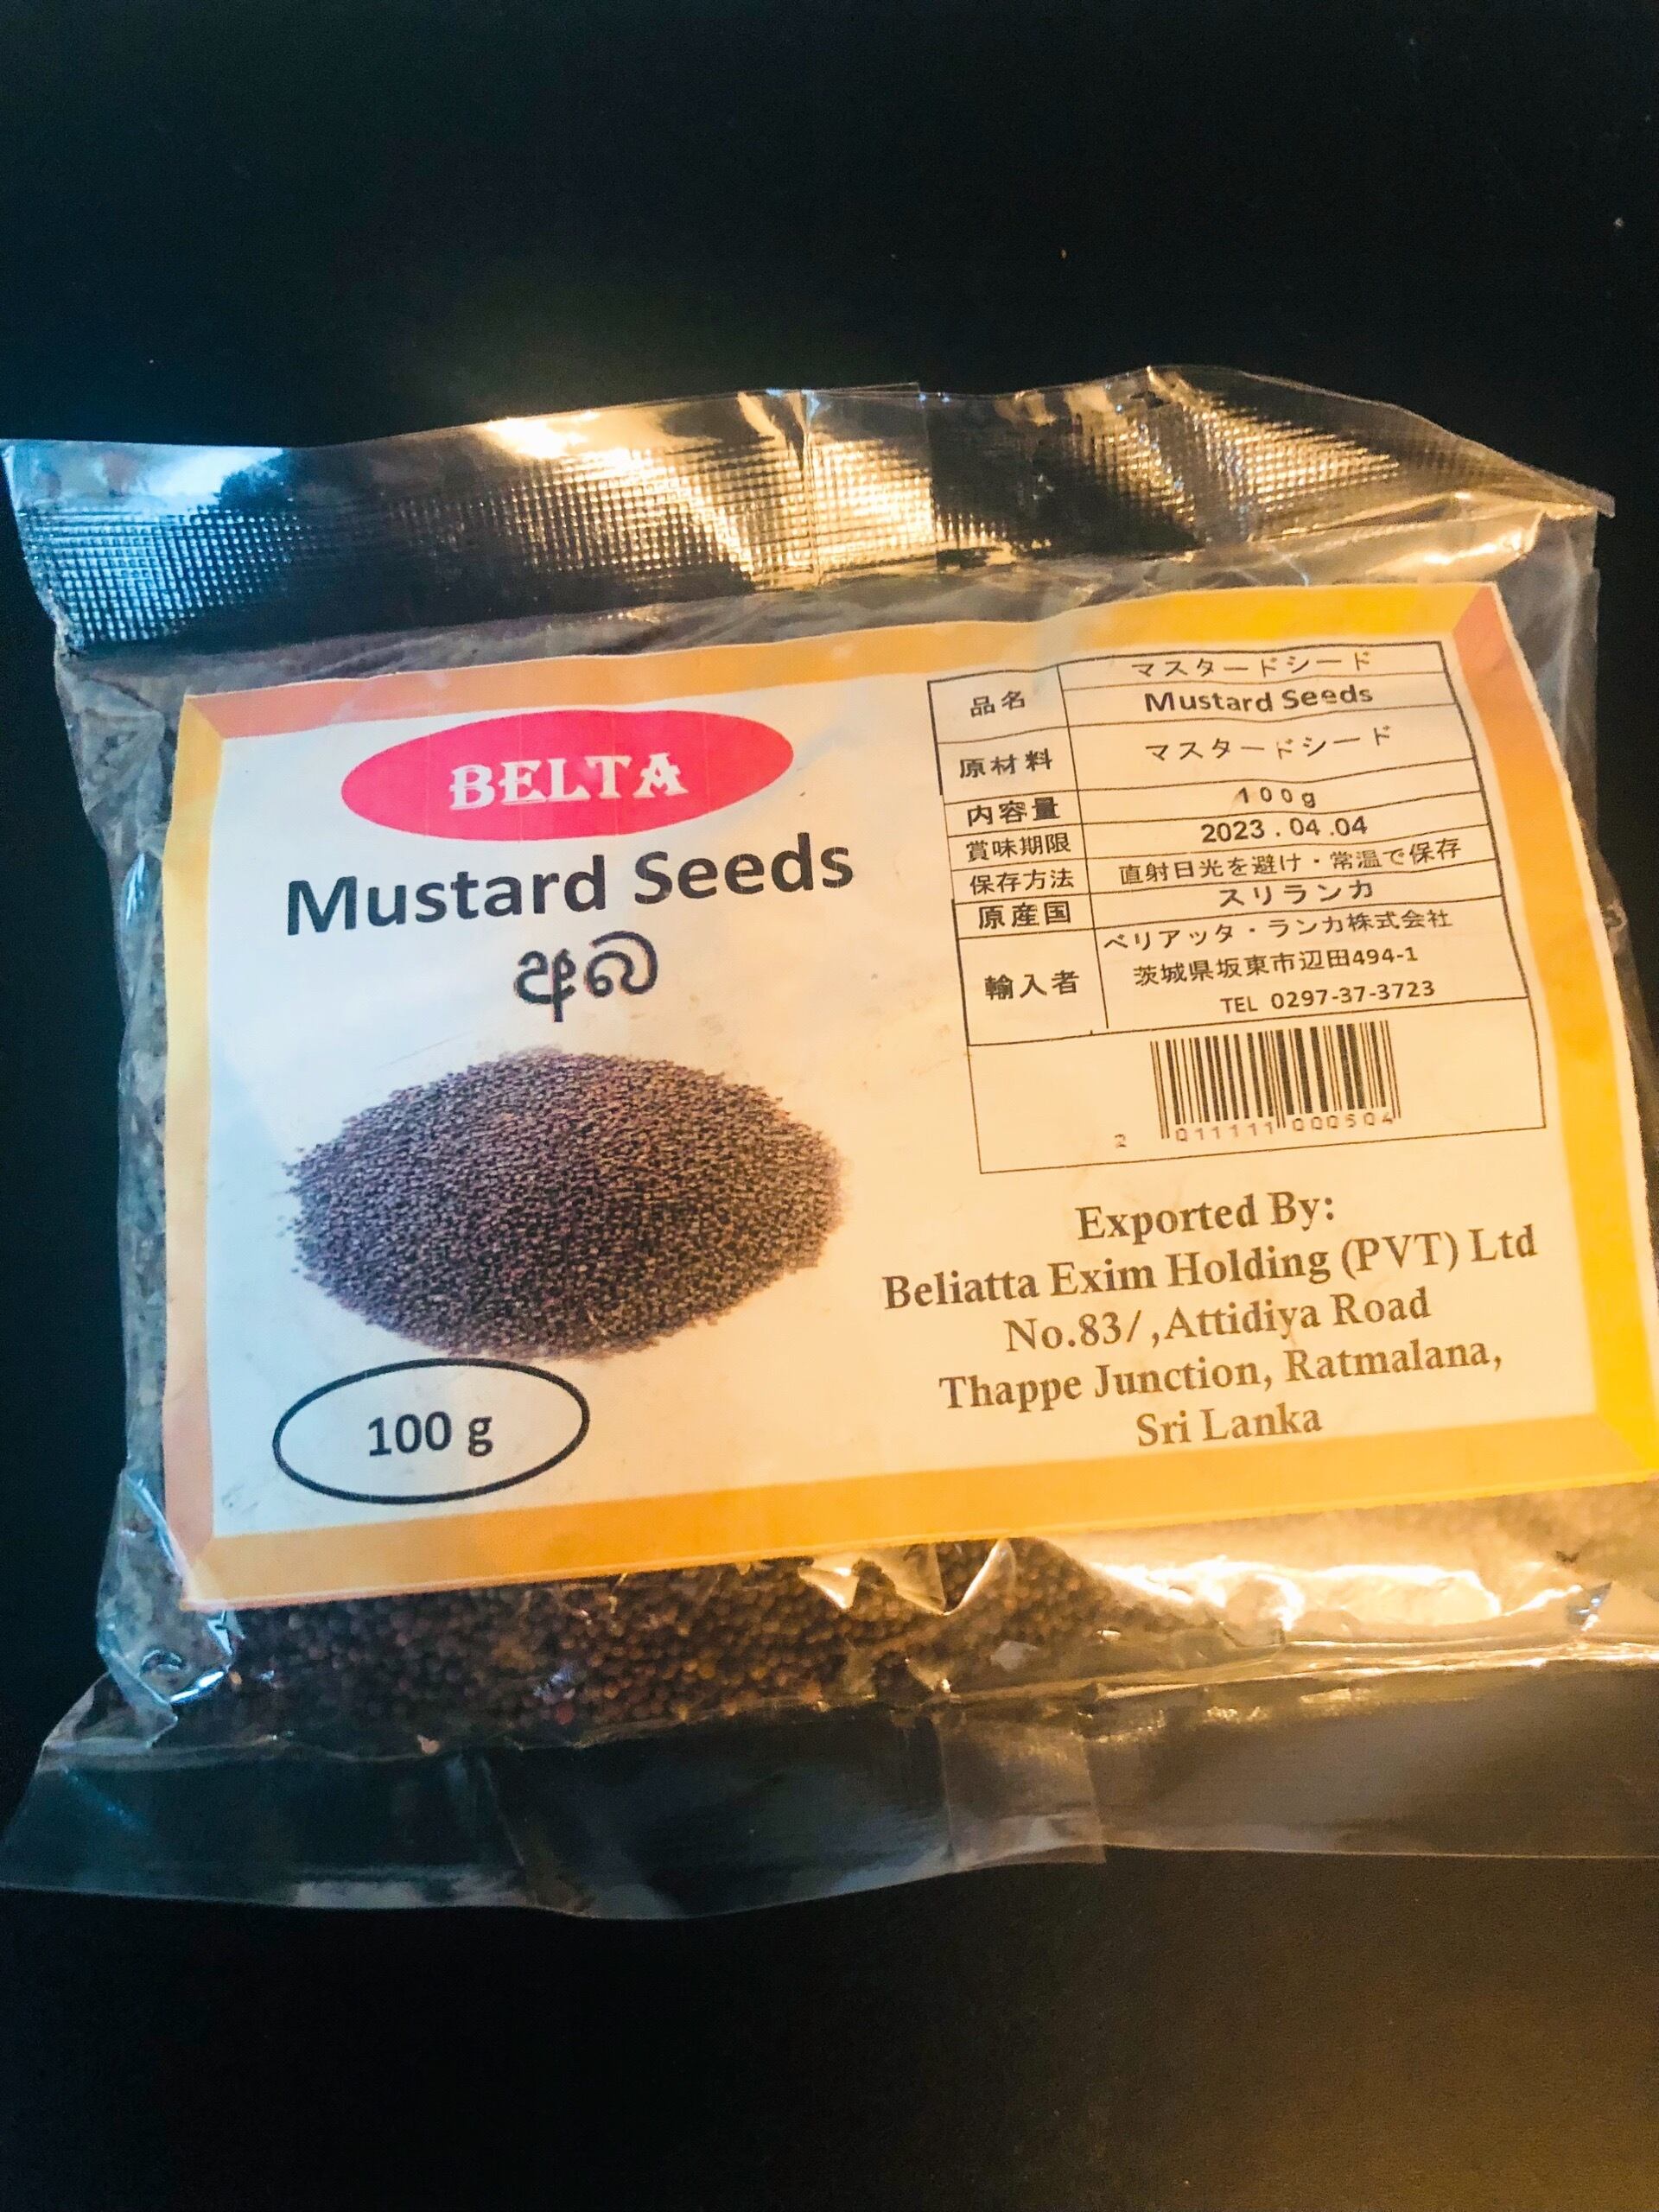 BELTA
Mustard Seeds
අබ
100 g
品名 マスタードシード
Mustard Seeds
原材料 マスタードシード
内容量 100g
賞味期限 2023.04.04
保存方法 直射日光を避け・常温で保存
原産国 スリランカ
輸入者 ベリアッタ・ランカ株式会社
茨城県坂東市辺田494-1
TEL 0297-37-3723
2 011111 000504
Exported By:
Beliatta Exim Holding (PVT) Ltd
No.83/,Attidiya Road
Thappe Junction, Ratmalana,
Sri Lanka